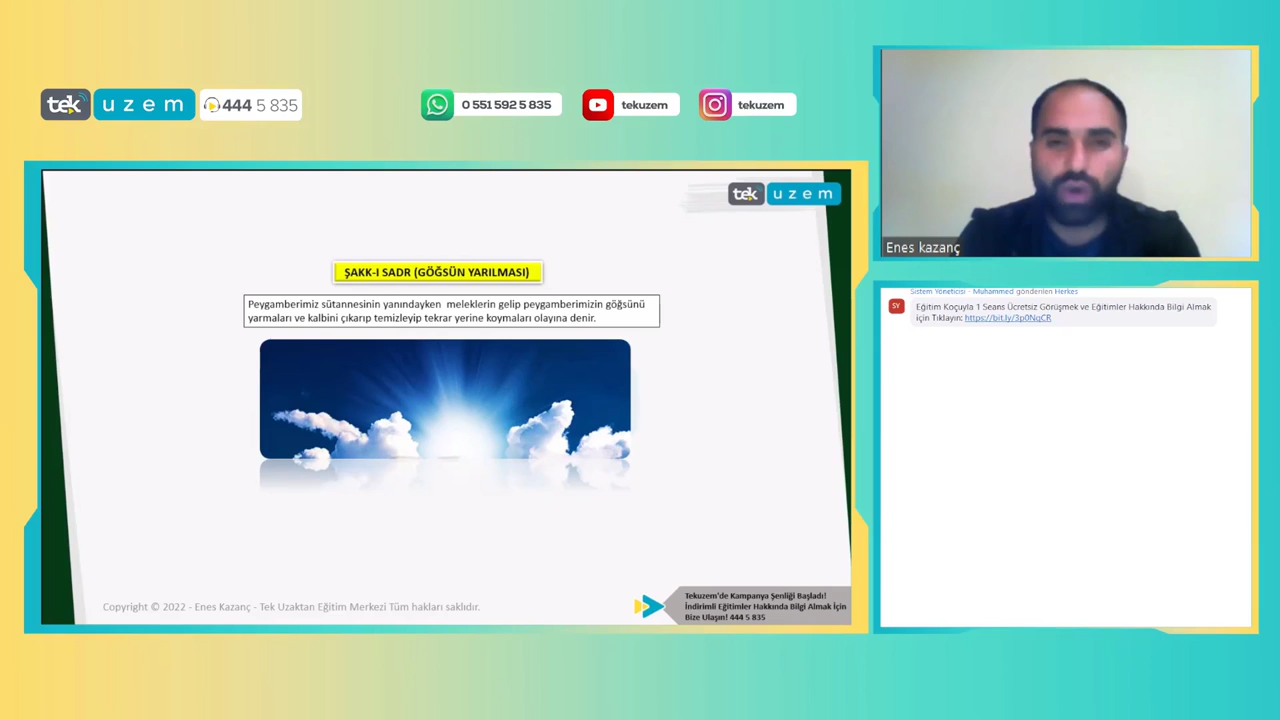 tek uzem 444 5 835
0 551 592 5 835
tekuzem
tekuzem
tek uzem
ŞAKK-I SADR (GÖĞSÜN YARILMASI)
Peygamberimiz sütannesinin yanındayken meleklerin gelip peygamberimizin göğsünü
yarmaları ve kalbini çıkarıp temizleyip tekrar yerine koymaları olayına denir.
Copyright © 2022 - Enes Kazanç - Tek Uzaktan Eğitim Merkezi Tüm hakları saklıdır.
Tekuzem'de Kampanya Şenliği Başladı!
İndirimli Eğitimler Hakkında Bilgi Almak İçin
Bize Ulaşın! 444 5 835
Enes kazanç
Sistem Yöneticisi - Muhammed gönderilen Herkes
SY
Eğitim Koçuyla 1 Seans Ücretsiz Görüşmek ve Eğitimler Hakkında Bilgi Almak
için Tıklayın: https://bit.ly/3p0NqCR